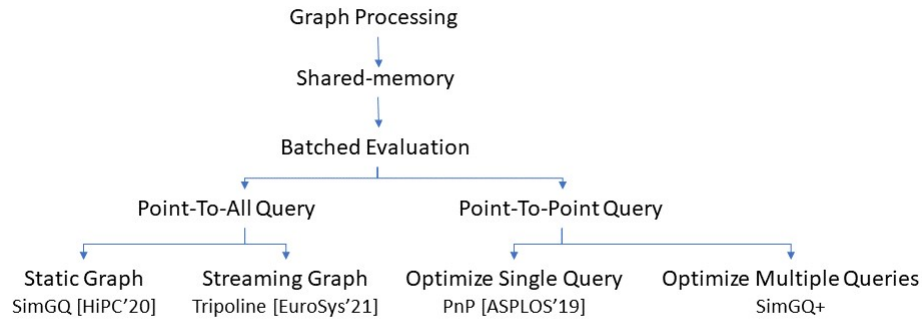 Graph Processing
Shared-memory
Batched Evaluation
Point-To-All Query
Point-To-Point Query
Static Graph
SimGQ [HiPC'20]
Streaming Graph
Tripoline [EuroSys'21]
Optimize Single Query
PnP [ASPLOS'19]
Optimize Multiple Queries
SimGQ+